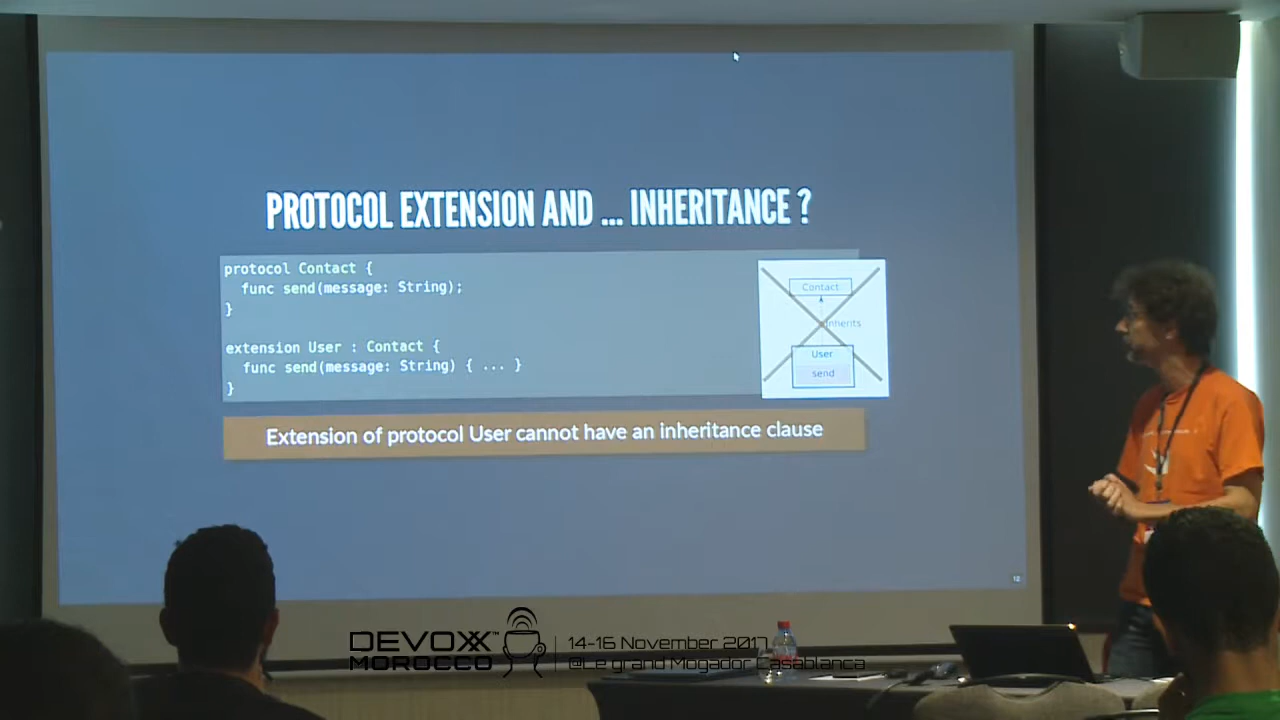 PROTOCOL EXTENSION AND ... INHERITANCE ?
protocol Contact {
func send(message: String);
}
extension User : Contact {
func send(message: String) { ... }
}
Contact
inherits
User
send
Extension of protocol User cannot have an inheritance clause
12
DEVOXX™
MOROCCO
14-16 November 2017
@Le grand Mogador Casablanca